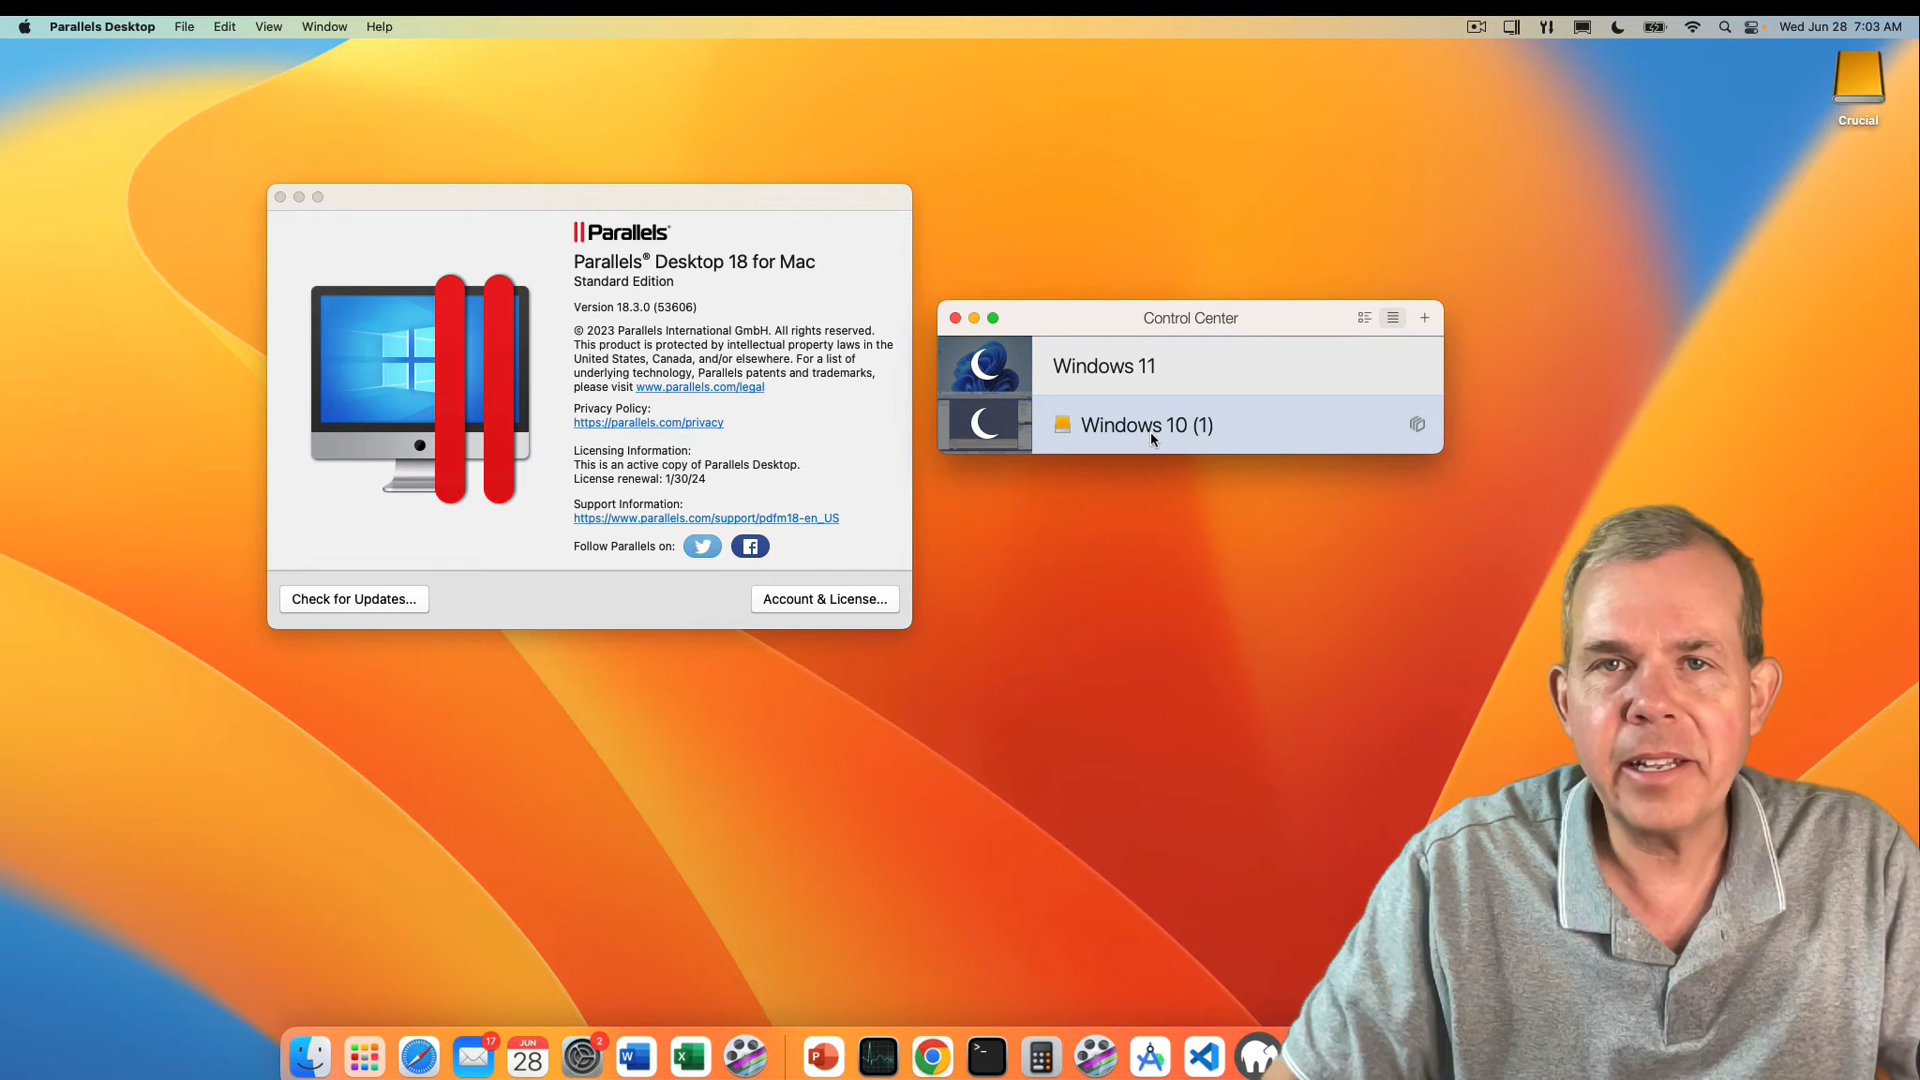 Parallels Desktop File Edit View Window Help
Wed Jun 28 7:03 AM
Crucial
Parallels®
Parallels® Desktop 18 for Mac
Standard Edition
Version 18.3.0 (53606)
© 2023 Parallels International GmbH. All rights reserved.
This product is protected by intellectual property laws in the
United States, Canada, and/or elsewhere. For a list of
underlying technology, Parallels patents and trademarks,
please visit www.parallels.com/legal
Privacy Policy:
https://parallels.com/privacy
Licensing Information:
This is an active copy of Parallels Desktop.
License renewal: 1/30/24
Support Information:
https://www.parallels.com/support/pdfm18-en_US
Follow Parallels on:
Check for Updates...
Account & License...
Control Center
Windows 11
Windows 10 (1)
17
JUN
28
2
W
X
P
>_